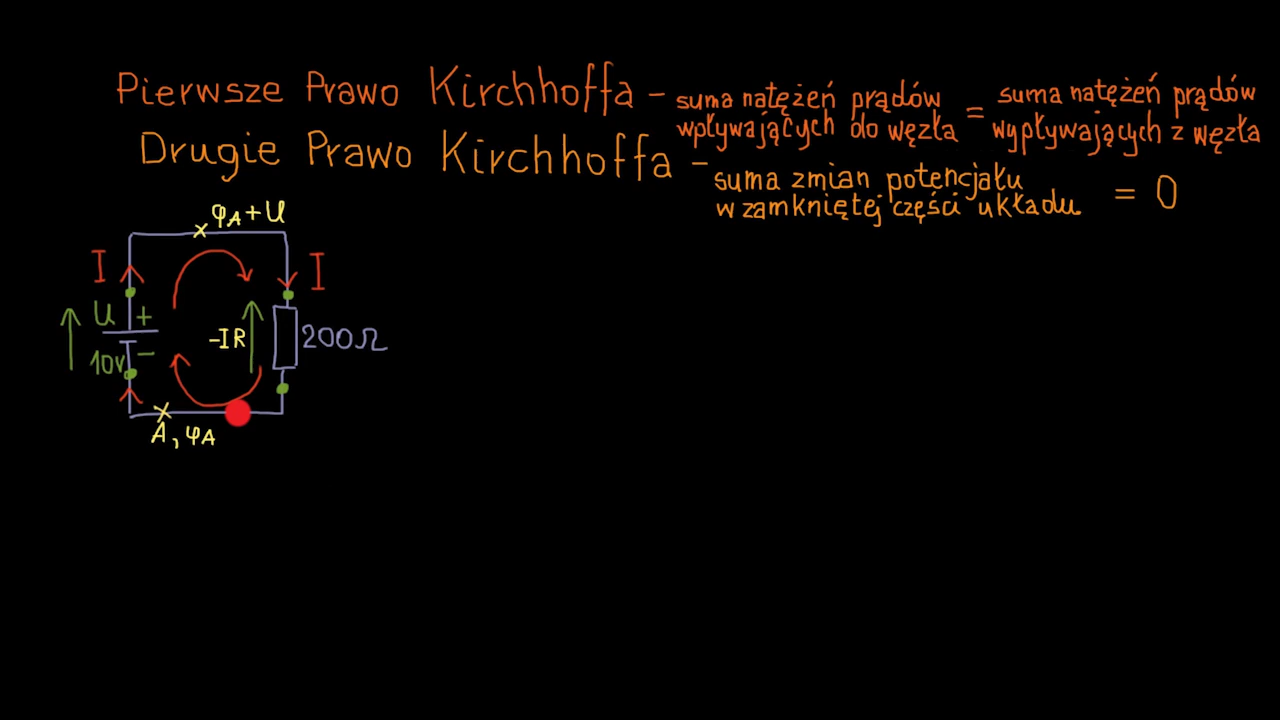 Pierwsze Prawo Kirchhoffa – suma natężeń prądów wpływających do węzła = suma natężeń prądów wypływających z węzła
Drugie Prawo Kirchhoffa – suma zmian potencjału w zamkniętej części układu = 0
φA+U
I
I
U +
-IR
200Ω
10V –
A, φA